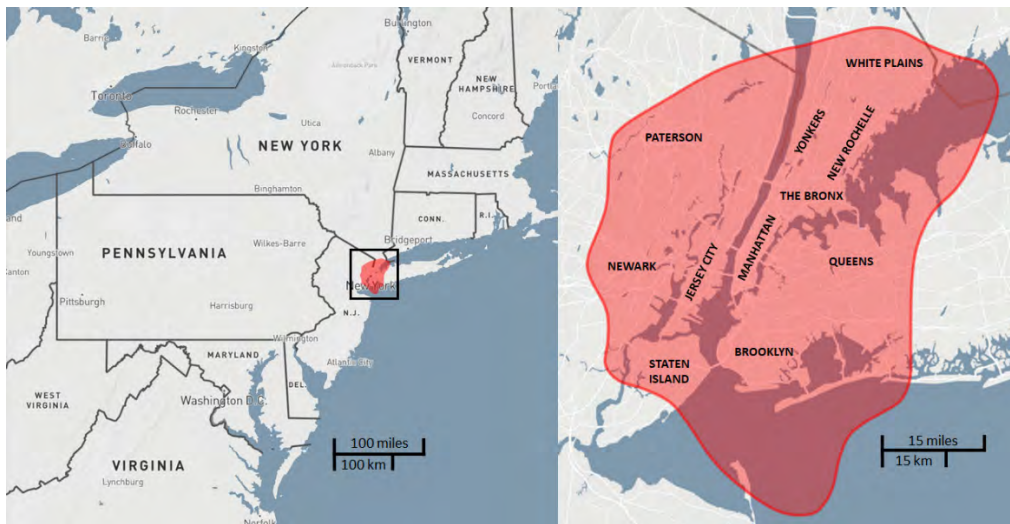 Burlington
Barrie
Kingston
Adirondack Park
VERMONT
NEW
HAMPSHIRE
Toronto
Rochester
Utica
Concord
NEW YORK
Buffalo
Albany
MASSACHUSETTS
Binghamton
CONN.
R.I.
Bridgeport
Youngstown
PENNSYLVANIA
Wilkes-Barre
Canton
New York
Pittsburgh
Harrisburg
N.J.
Wilmington
MARYLAND
Atlantic City
DEL.
WEST
VIRGINIA
Washington D.C.
100 miles
100 km
VIRGINIA
Lynchburg
Norfolk
WHITE PLAINS
PATERSON
YONKERS
NEW ROCHELLE
THE BRONX
MANHATTAN
QUEENS
NEWARK
JERSEY CITY
BROOKLYN
STATEN
ISLAND
15 miles
15 km